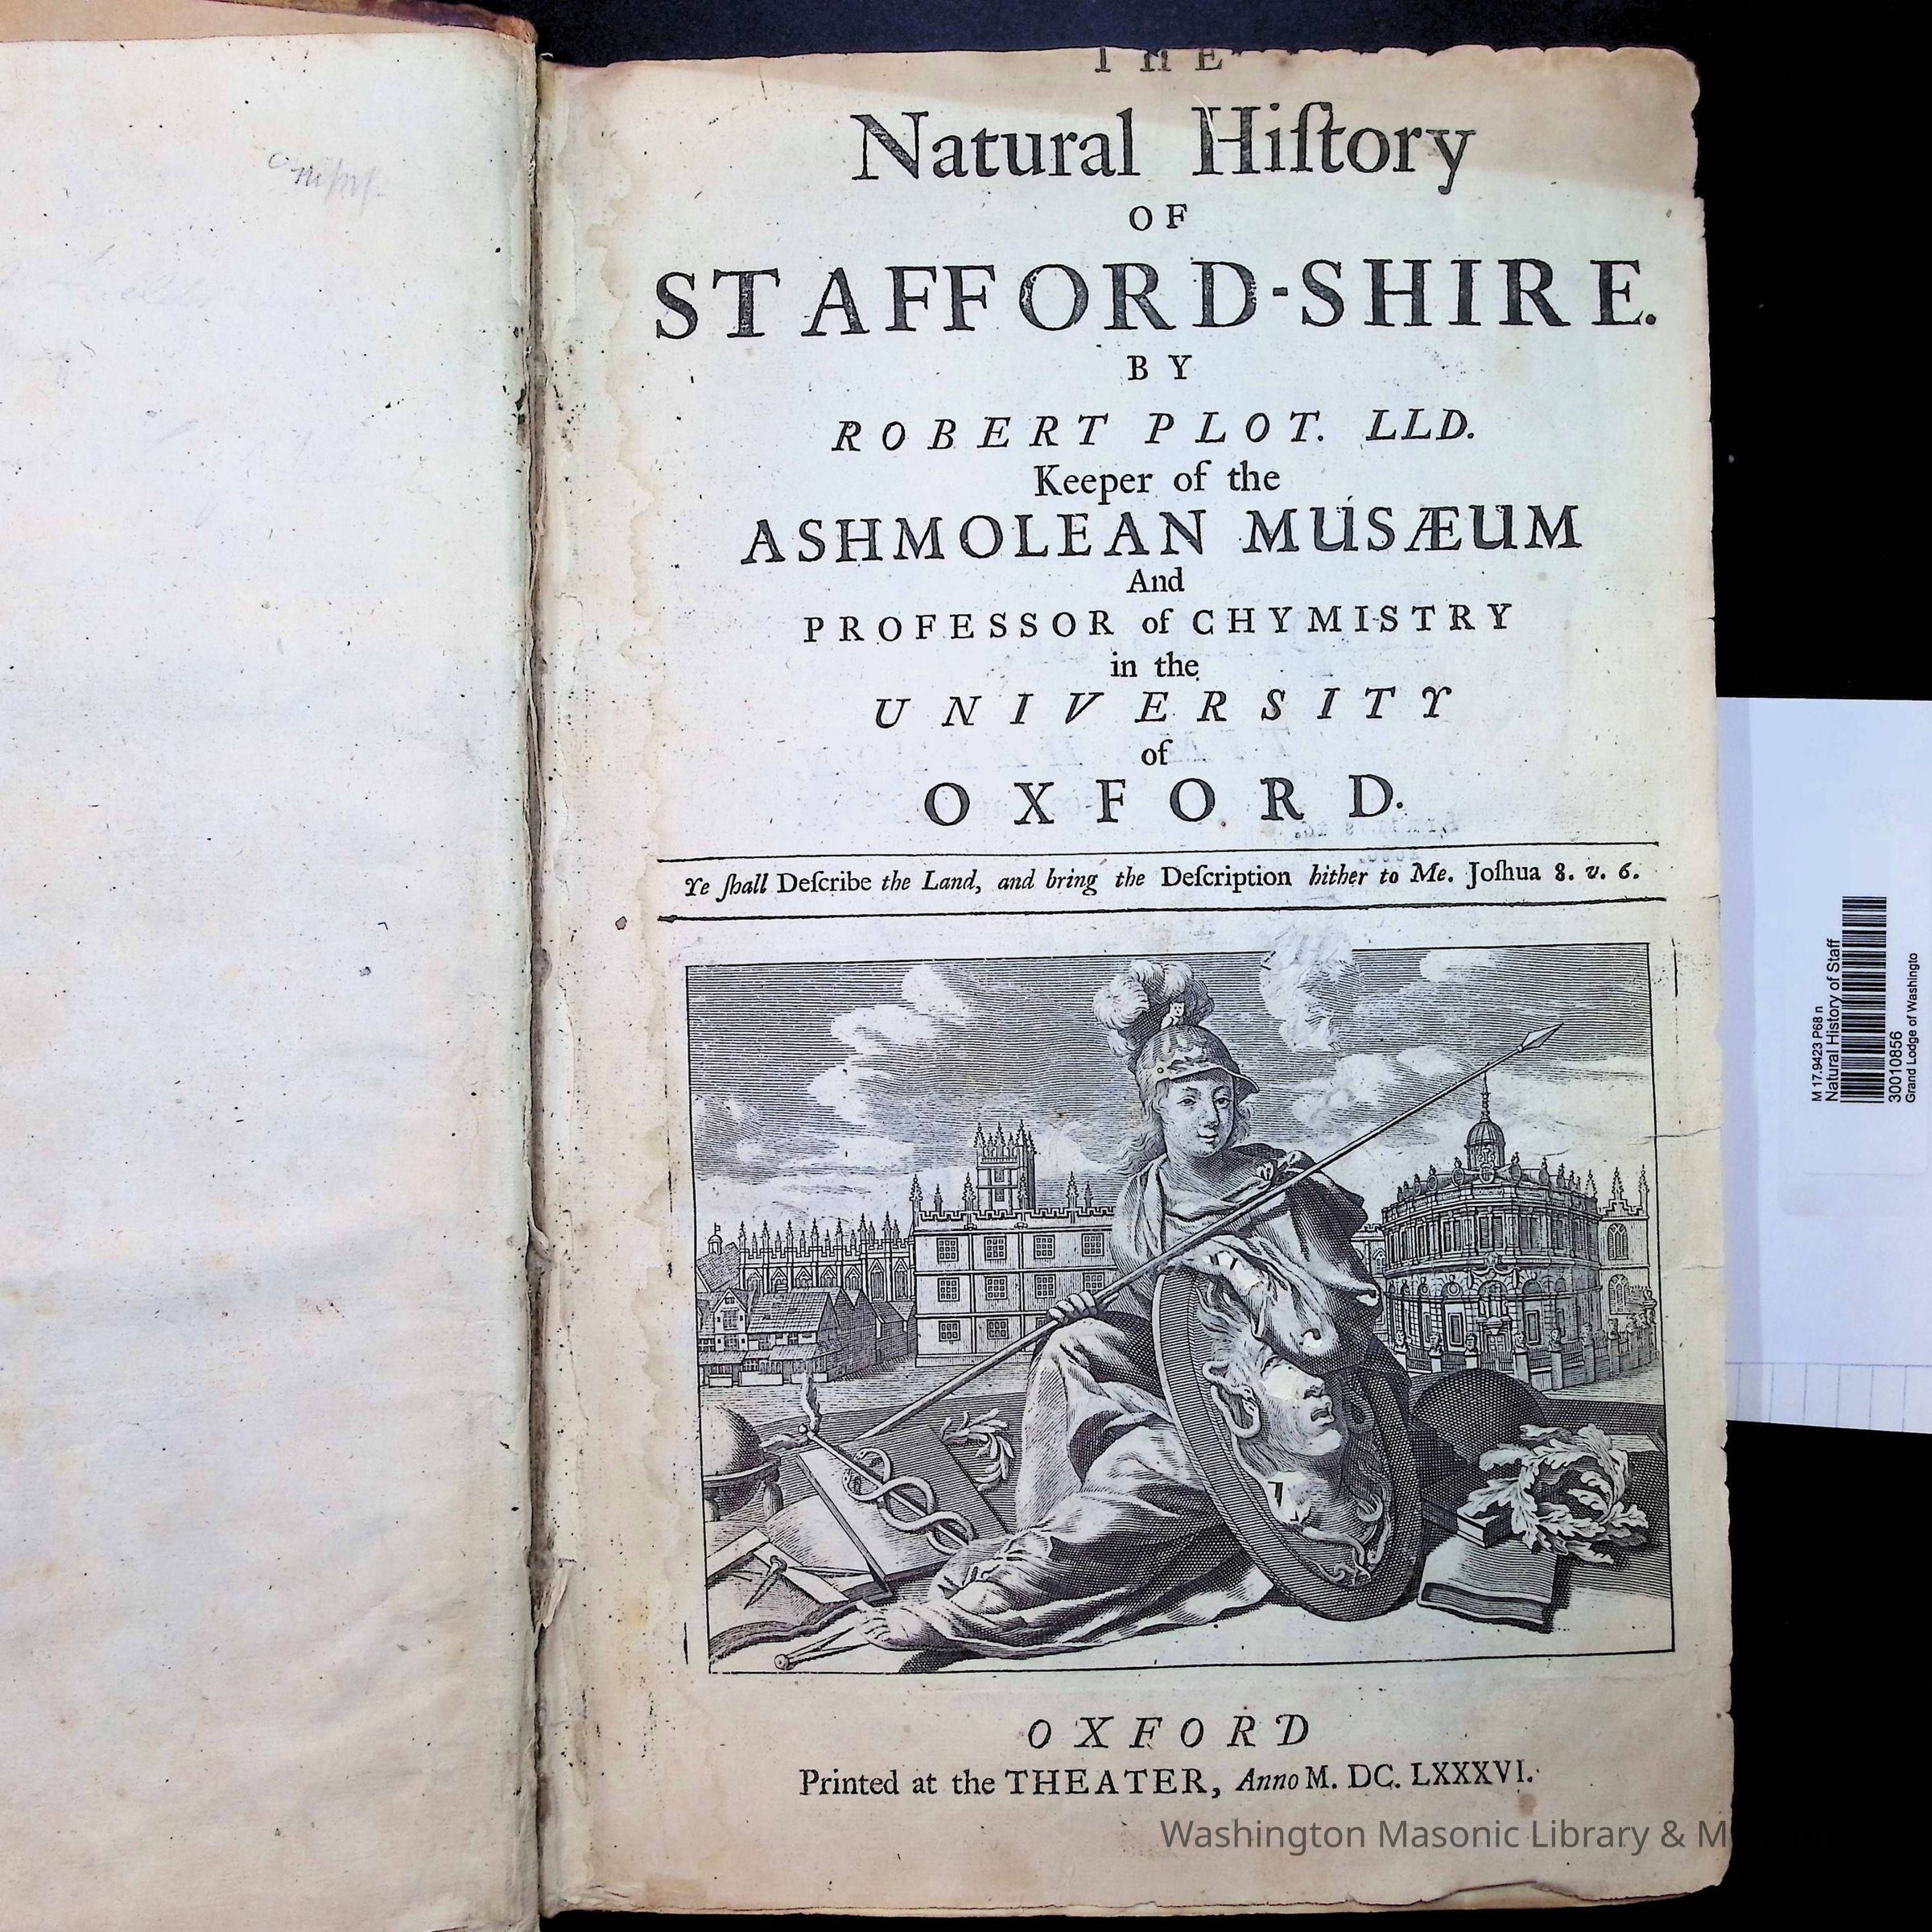 THE
Natural Hiſtory
OF
STAFFORD-SHIRE.
BY
ROBERT PLOT. LLD.
Keeper of the
ASHMOLEAN MUSÆUM
And
PROFESSOR of CHYMISTRY
in the
UNIVERSITY
of
OXFORD.
Ye ſhall Deſcribe the Land, and bring the Deſcription hither to Me. Joſhua 8. v. 6.
OXFORD
Printed at the THEATER, Anno M. DC. LXXXVI.
Washington Masonic Library &
M 17.9423 P68 n
Natural History of Staff
30010856
Grand Lodge of Washingto